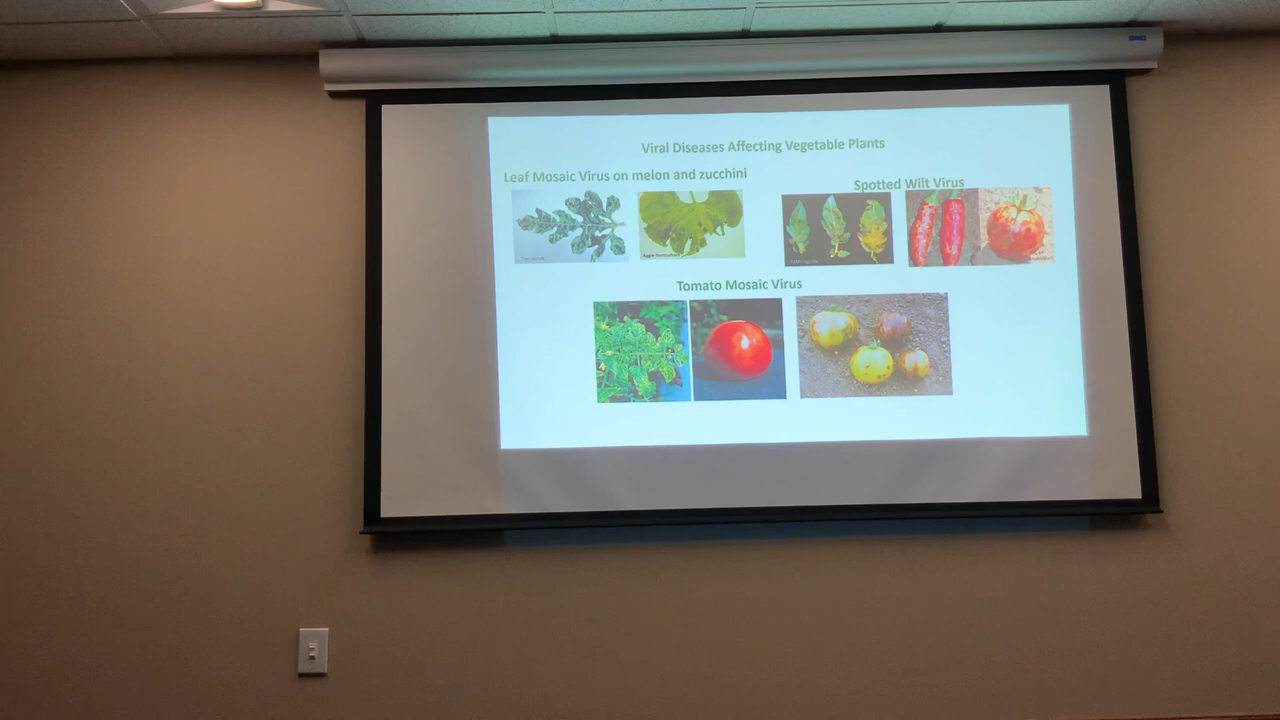 Viral Diseases Affecting Vegetable Plants
Leaf Mosaic Virus on melon and zucchini
Spotted Wilt Virus
Tomato Mosaic Virus